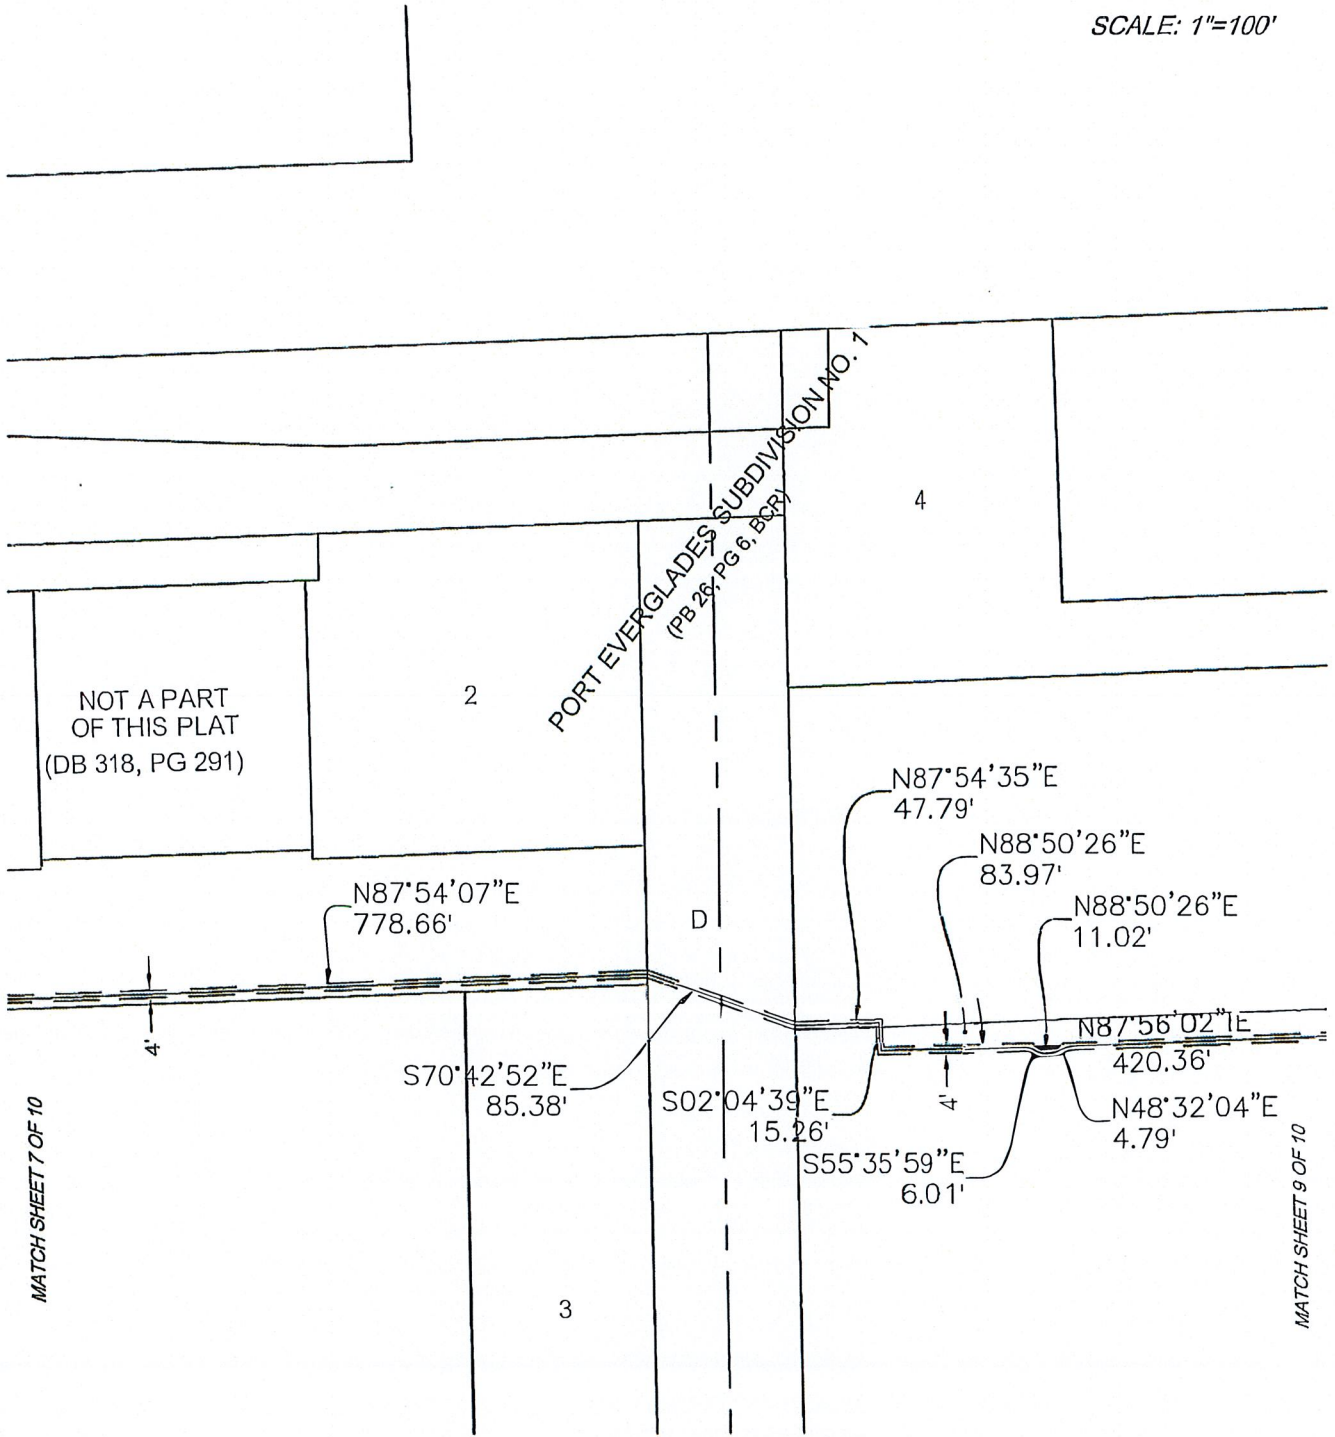 SCALE: 1"=100'
PORT EVERGLADES SUBDIVISION NO. 1
(PB 26, PG 6, BCR)
4
2
NOT A PART
OF THIS PLAT
(DB 318, PG 291)
N87°54'35"E
47.79'
N88°50'26"E
83.97'
N87°54'07"E
778.66'
N88°50'26"E
11.02'
D
N87°56'02"E
420.36'
4'
S70°42'52"E
85.38'
S02°04'39"E
15.26'
4'
N48°32'04"E
4.79'
S55°35'59"E
6.01'
MATCH SHEET 7 OF 10
MATCH SHEET 9 OF 10
3